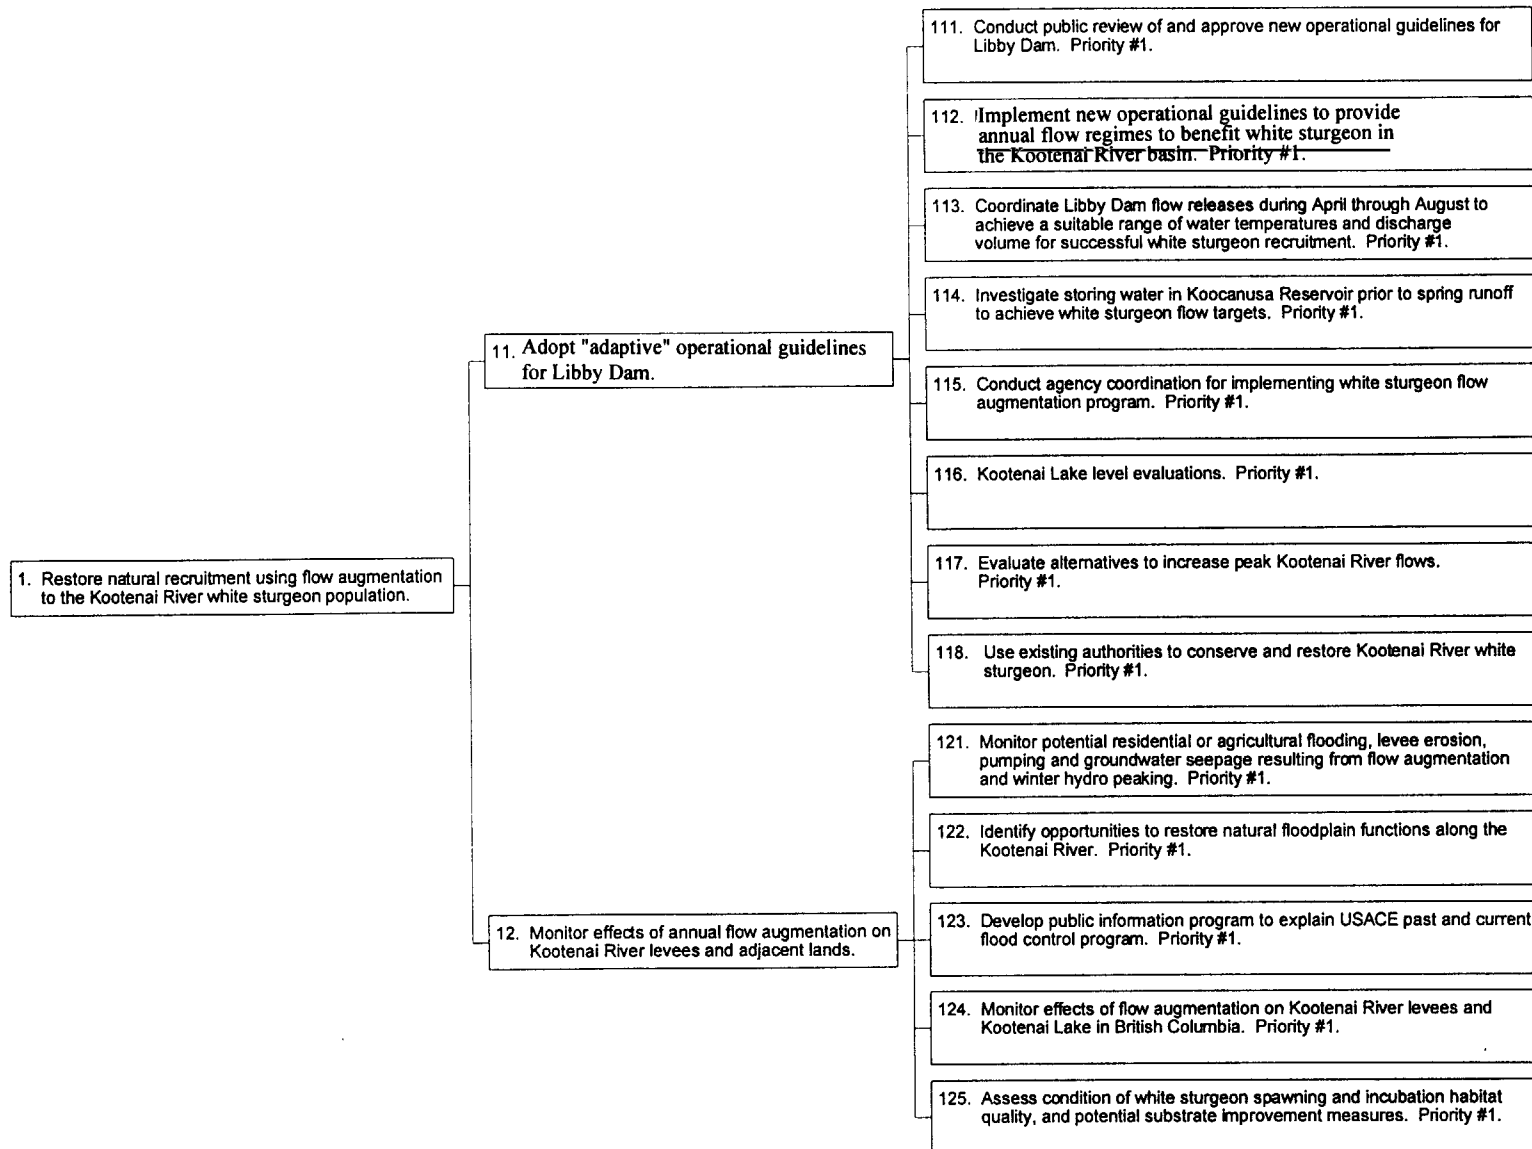 111. Conduct public review of and approve new operational guidelines for
Libby Dam. Priority #1.
112. Implement new operational guidelines to provide
annual flow regimes to benefit white sturgeon in
the Kootenai River basin. Priority #1.
113. Coordinate Libby Dam flow releases during April through August to
achieve a suitable range of water temperatures and discharge
volume for successful white sturgeon recruitment. Priority #1.
114. Investigate storing water in Koocanusa Reservoir prior to spring runoff
to achieve white sturgeon flow targets. Priority #1.
11. Adopt "adaptive" operational guidelines
for Libby Dam.
115. Conduct agency coordination for implementing white sturgeon flow
augmentation program. Priority #1.
116. Kootenai Lake level evaluations. Priority #1.
117. Evaluate alternatives to increase peak Kootenai River flows.
Priority #1.
1. Restore natural recruitment using flow augmentation
to the Kootenai River white sturgeon population.
118. Use existing authorities to conserve and restore Kootenai River white
sturgeon. Priority #1.
121. Monitor potential residential or agricultural flooding, levee erosion,
pumping and groundwater seepage resulting from flow augmentation
and winter hydro peaking. Priority #1.
122. Identify opportunities to restore natural floodplain functions along the
Kootenai River. Priority #1.
12. Monitor effects of annual flow augmentation on
Kootenai River levees and adjacent lands.
123. Develop public information program to explain USACE past and current
flood control program. Priority #1.
124. Monitor effects of flow augmentation on Kootenai River levees and
Kootenai Lake in British Columbia. Priority #1.
125. Assess condition of white sturgeon spawning and incubation habitat
quality, and potential substrate improvement measures. Priority #1.